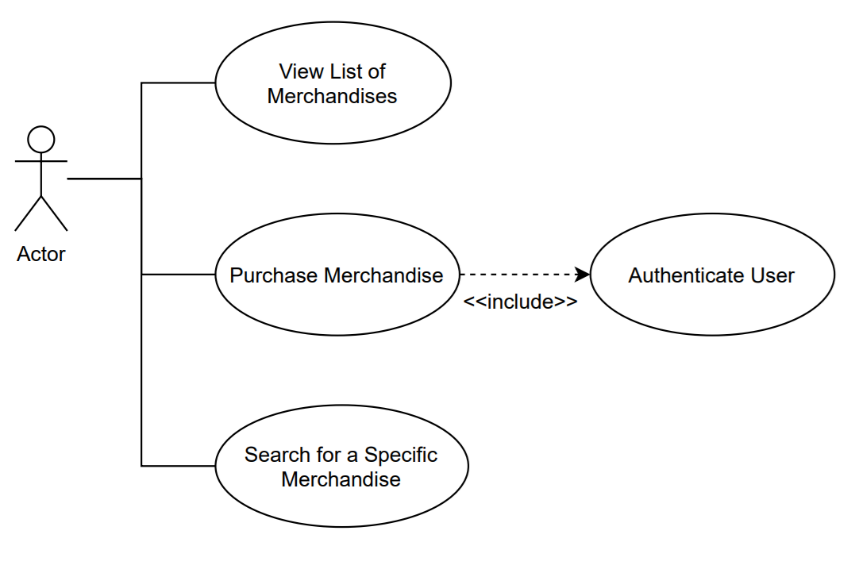 View List of
Merchandises
Actor
Purchase Merchandise
<<include>>
Authenticate User
Search for a Specific
Merchandise